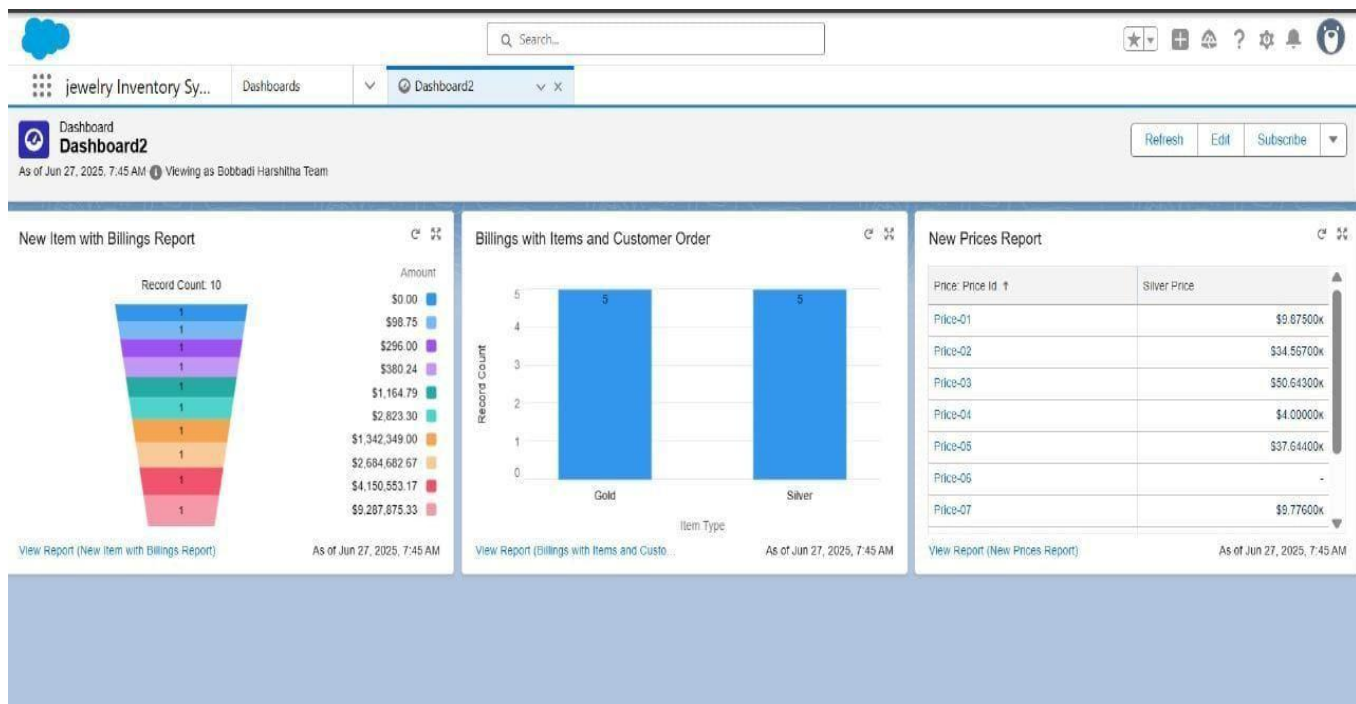 Search...
jewelry Inventory Sy...
Dashboards
Dashboard2
Dashboard
Dashboard2
As of Jun 27, 2025, 7:45 AM Viewing as Bobbadi Harshitha Team
Refresh
Edit
Subscribe
New Item with Billings Report
Record Count: 10
1
1
1
1
1
1
1
1
1
1
Amount
$0.00
$98.75
$296.00
$380.24
$1,164.79
$2,823.30
$1,342,349.00
$2,684,682.67
$4,150,553.17
$9,287,875.33
View Report (New Item with Billings Report)
As of Jun 27, 2025, 7:45 AM
Billings with Items and Customer Order
Record Count
5
4
3
2
1
0
5
5
Gold
Silver
Item Type
View Report (Billings with Items and Custo...
As of Jun 27, 2025, 7:45 AM
New Prices Report
Price: Price Id ↑ Silver Price
Price-01 $9.87500K
Price-02 $34.56700K
Price-03 $50.64300K
Price-04 $4.00000K
Price-05 $37.64400K
Price-06 -
Price-07 $9.77600K
View Report (New Prices Report)
As of Jun 27, 2025, 7:45 AM